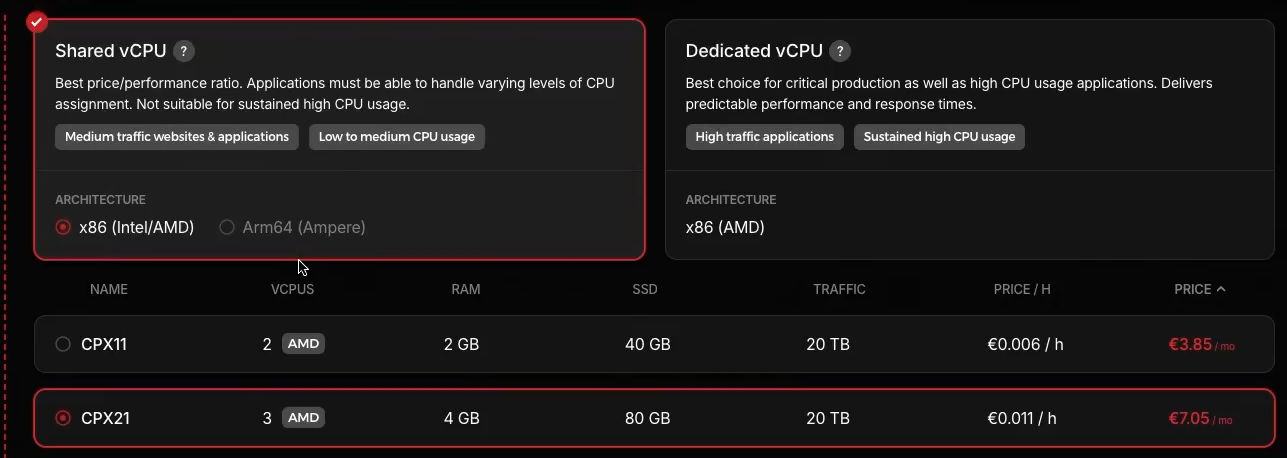 Shared vCPU ?
Best price/performance ratio. Applications must be able to handle varying levels of CPU
assignment. Not suitable for sustained high CPU usage.
Medium traffic websites & applications Low to medium CPU usage
ARCHITECTURE
x86 (Intel/AMD) Arm64 (Ampere)
Dedicated vCPU ?
Best choice for critical production as well as high CPU usage applications. Delivers
predictable performance and response times.
High traffic applications Sustained high CPU usage
ARCHITECTURE
x86 (AMD)
NAME VCPUS RAM SSD TRAFFIC PRICE / H PRICE
CPX11 2 AMD 2 GB 40 GB 20 TB €0.006 / h €3.85 / mo
CPX21 3 AMD 4 GB 80 GB 20 TB €0.011 / h €7.05 / mo